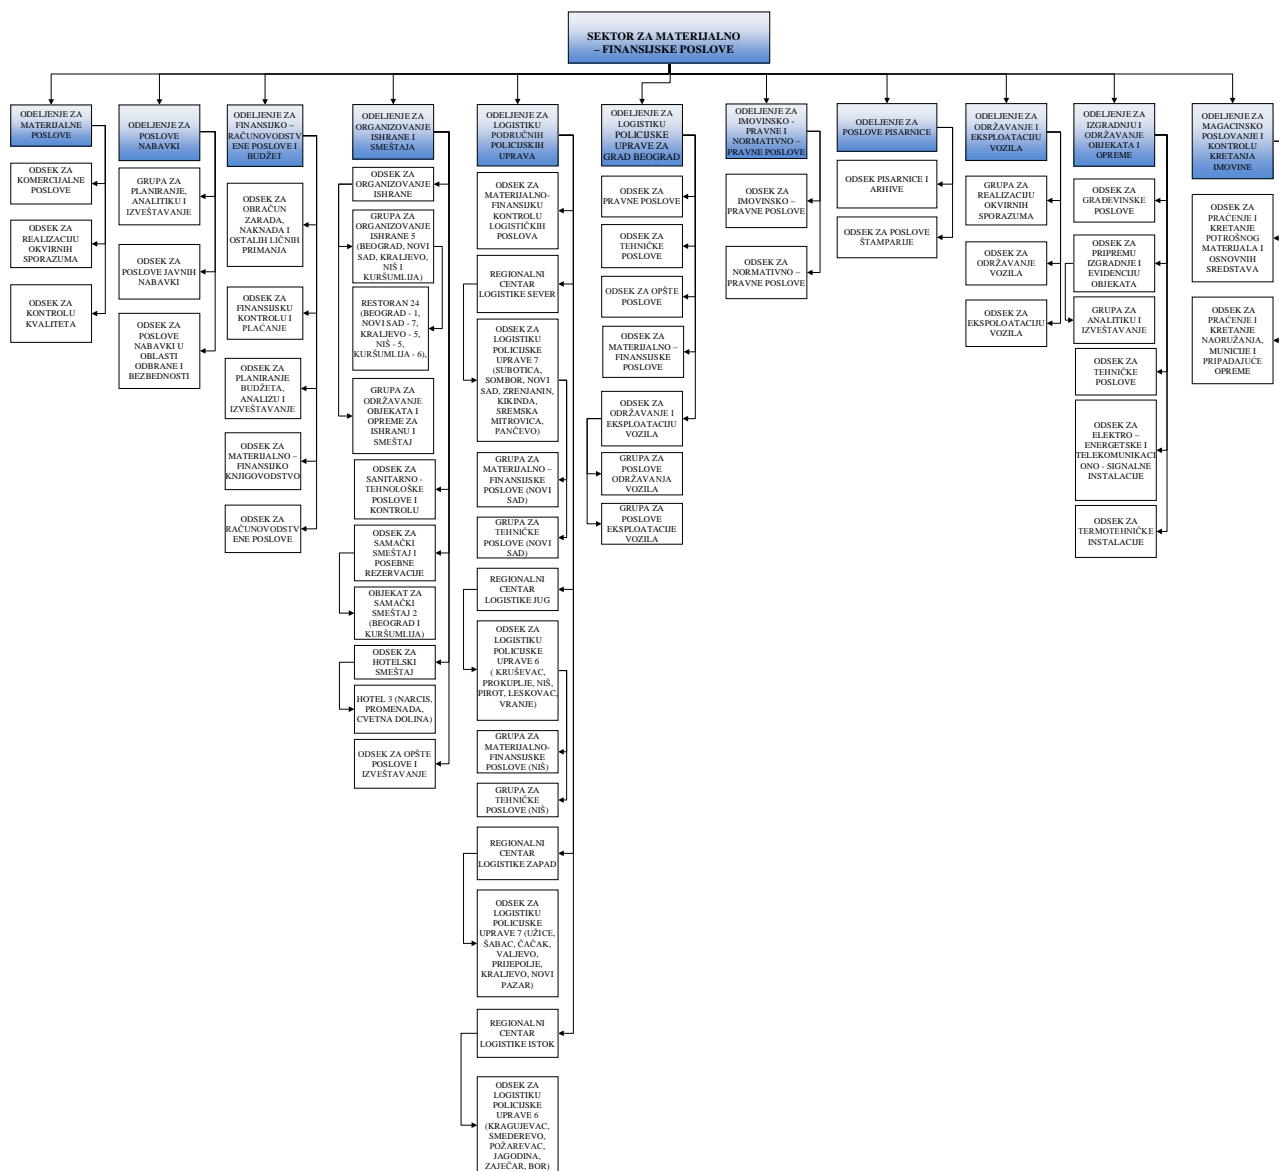 SEKTOR ZA MATERIJALNO
– FINANSIJSKE POSLOVE
ODELJENJE ZA
MATERIJALNE
POSLOVE
ODSEK ZA
KOMERCIJALNE
POSLOVE
ODSEK ZA
REALIZACIJU
OKVIRNIH
SPORAZUMA
ODSEK ZA
KONTROLU
KVALITETA
ODELJENJE ZA
POSLOVE
NABAVKI
GRUPA ZA
PLANIRANJE,
ANALITIKU I
IZVEŠTAVANJE
ODSEK ZA
POSLOVE JAVNIH
NABAVKI
ODSEK ZA
POSLOVE
NABAVKI U
OBLASTI
ODBRANE I
BEZBEDNOSTI
ODELJENJE ZA
FINANSIJKO –
RAČUNOVODSTV
ENE POSLOVE I
BUDŽET
ODSEK ZA
OBRAČUN
ZARADA,
NAKNADA I
OSTALIH LIČNIH
PRIMANJA
ODSEK ZA
FINANSIJSKU
KONTROLU I
PLAĆANJE
ODSEK ZA
PLANIRANJE
BUDŽETA,
ANALIZU I
IZVEŠTAVANJE
ODSEK ZA
MATERIJALNO –
FINANSIJKO
KNJIGOVODSTVO
ODSEK ZA
RAČUNOVODSTV
ENE POSLOVE
ODELJENJE ZA
ORGANIZOVANJE
ISHRANE I
SMEŠTAJA
ODSEK ZA
ORGANIZOVANJE
ISHRANE
GRUPA ZA
ORGANIZOVANJE
ISHRANE 5
(BEOGRAD, NOVI
SAD, KRALJEVO,
NIŠ I
KURŠUMLIJA)
RESTORAN 24
(BEOGRAD - 1,
NOVI SAD - 7,
KRALJEVO - 5,
NIŠ - 5,
KURŠUMLIJA - 6),
GRUPA ZA
ODRŽAVANJE
OBJEKATA I
OPREME ZA
ISHRANU I
SMEŠTAJ
ODSEK ZA
SANITARNO -
TEHNOLOŠKE
POSLOVE I
KONTROLU
ODSEK ZA
SAMAČKI
SMEŠTAJ I
POSEBNE
REZERVACIJE
OBJEKAT ZA
SAMAČKI
SMEŠTAJ 2
(BEOGRAD I
KURŠUMLIJA)
ODSEK ZA
HOTELSKI
SMEŠTAJ
HOTEL 3 (NARCIS,
PROMENADA,
CVETNA DOLINA)
ODSEK ZA OPŠTE
POSLOVE I
IZVEŠTAVANJE
ODELJENJE ZA
LOGISTIKU
PODRUČNIH
POLICIJSKIH
UPRAVA
ODSEK ZA
MATERIJALNO-
FINANSIJKU
KONTROLU
LOGISTIČKIH
POSLOVA
REGIONALNI
CENTAR
LOGISTIKE SEVER
ODSEK ZA
LOGISTIKU
POLICIJSKE
UPRAVE 7
(SUBOTICA,
SOMBOR, NOVI
SAD, ZRENJANIN,
KIKINDA,
SREMSKA
MITROVICA,
PANČEVO)
GRUPA ZA
MATERIJALNO –
FINANSIJSKE
POSLOVE (NOVI
SAD)
GRUPA ZA
TEHNIČKE
POSLOVE (NOVI
SAD)
REGIONALNI
CENTAR
LOGISTIKE JUG
ODSEK ZA
LOGISTIKU
POLICIJSKE
UPRAVE 6
( KRUŠEVAC,
PROKUPLJE, NIŠ,
PIROT, LESKOVAC,
VRANJE)
GRUPA ZA
MATERIJALNO-
FINANSIJSKE
POSLOVE (NIŠ)
GRUPA ZA
TEHNIČKE
POSLOVE (NIŠ)
REGIONALNI
CENTAR
LOGISTIKE ZAPAD
ODSEK ZA
LOGISTIKU
POLICIJSKE
UPRAVE 7 (UŽICE,
ŠABAC, ČAČAK,
VALJEVO,
PRIJEPOLJE,
KRALJEVO, NOVI
PAZAR)
REGIONALNI
CENTAR
LOGISTIKE ISTOK
ODSEK ZA
LOGISTIKU
POLICIJSKE
UPRAVE 6
(KRAGUJEVAC,
SMEDEREVO,
POŽAREVAC,
JAGODINA,
ZAJEČAR, BOR)
ODELJENJE ZA
LOGISTIKU
POLICIJSKE
UPRAVE ZA
GRAD BEOGRAD
ODSEK ZA
PRAVNE POSLOVE
ODSEK ZA
TEHNIČKE
POSLOVE
ODSEK ZA OPŠTE
POSLOVE
ODSEK ZA
MATERIJALNO –
FINANSIJSKE
POSLOVE
ODSEK ZA
ODRŽAVANJE I
EKSPLOATACIJU
VOZILA
GRUPA ZA
POSLOVE
ODRŽAVANJA
VOZILA
GRUPA ZA
POSLOVE
EKSPLOATACIJE
VOZILA
ODELJENJE ZA
IMOVINSKO -
PRAVNE I
NORMATIVNO –
PRAVNE POSLOVE
ODSEK ZA
IMOVINSKO –
PRAVNE POSLOVE
ODSEK ZA
NORMATIVNO –
PRAVNE POSLOVE
ODELJENJE ZA
POSLOVE PISARNICE
ODSEK PISARNICE I
ARHIVE
ODSEK ZA POSLOVE
ŠTAMPARIJE
ODELJENJE ZA
ODRŽAVANJE I
EKSPLOATACIJU
VOZILA
GRUPA ZA
REALIZACIJU
OKVIRNIH
SPORAZUMA
ODSEK ZA
ODRŽAVANJE
VOZILA
ODSEK ZA
EKSPOLOATACIJU
VOZILA
ODELJENJE ZA
IZGRADNJU I
ODRŽAVANJE
OBJEKATA I
OPREME
ODSEK ZA
GRAĐEVINSKE
POSLOVE
ODSEK ZA
PRIPREMU
IZGRADNJE I
EVIDENCIJU
OBJEKATA
GRUPA ZA
ANALITIKU I
IZVEŠTAVANJE
ODSEK ZA
TEHNIČKE
POSLOVE
ODSEK ZA
ELEKTRO –
ENERGETSKE I
TELEKOMUNIKACI
ONO - SIGNALNE
INSTALACIJE
ODSEK ZA
TERMOTEHNIČKE
INSTALACIJE
ODELJENJE ZA
MAGACINSKO
POSLOVANJE I
KONTROLU
KRETANJA
IMOVINE
ODSEK ZA
PRAĆENJE I
KRETANJE
POTROŠNOG
MATERIJALA I
OSNOVNIH
SREDSTAVA
ODSEK ZA
PRAĆENJE I
KRETANJE
NAORUŽANJA,
MUNICIJE I
PRIPADAJUĆE
OPREME